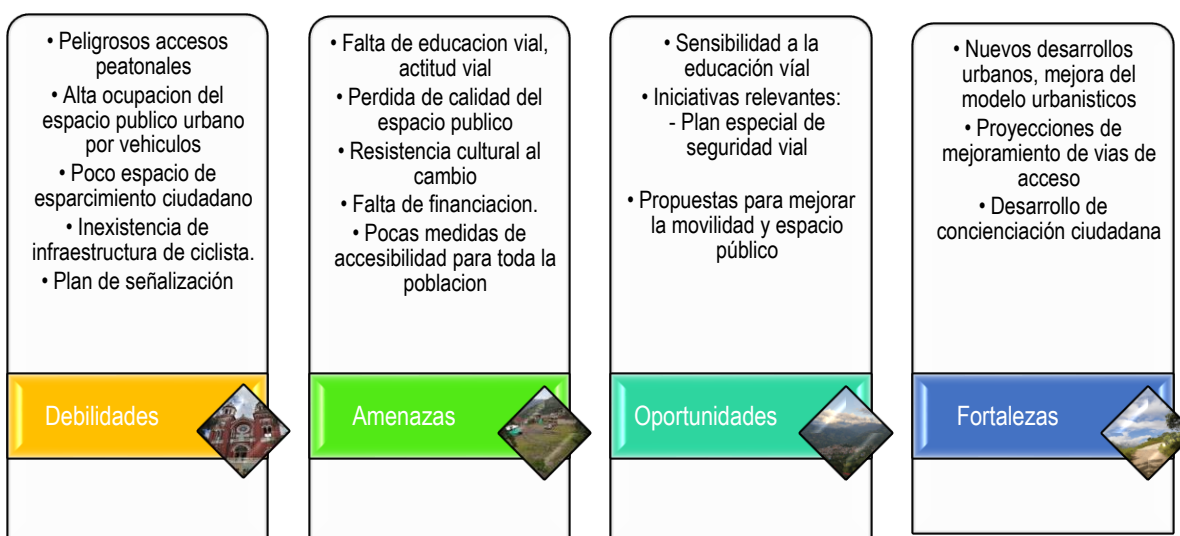 • Peligrosos accesos
peatonales
• Alta ocupacion del
espacio publico urbano
por vehiculos
• Poco espacio de
esparcimiento ciudadano
• Inexistencia de
infraestructura de ciclista.
• Plan de señalización
Debilidades
• Falta de educacion vial,
actitud vial
• Perdida de calidad del
espacio publico
• Resistencia cultural al
cambio
• Falta de financiacion.
• Pocas medidas de
accesibilidad para toda la
poblacion
Amenazas
• Sensibilidad a la
educación víal
• Iniciativas relevantes:
- Plan especial de
seguridad vial
• Propuestas para mejorar
la movilidad y espacio
público
Oportunidades
• Nuevos desarrollos
urbanos, mejora del
modelo urbanisticos
• Proyecciones de
mejoramiento de vias de
acceso
• Desarrollo de
concienciación ciudadana
Fortalezas